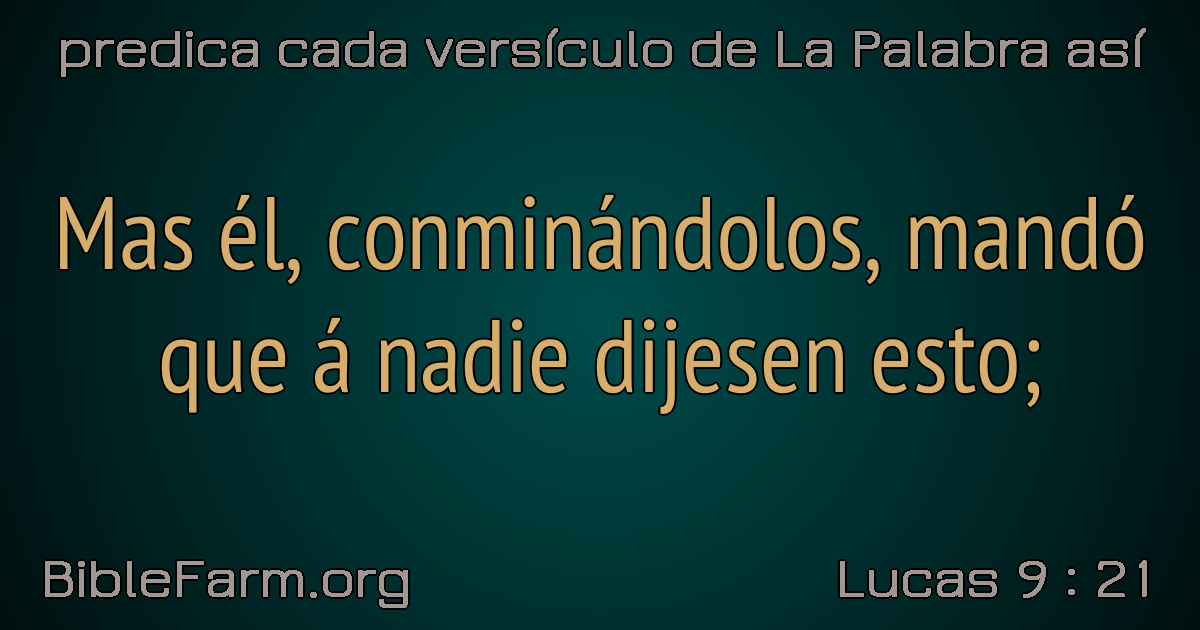 predica cada versículo de La Palabra así
Mas él, conminándolos, mandó
que á nadie dijesen esto;
BibleFarm.org
Lucas 9 : 21